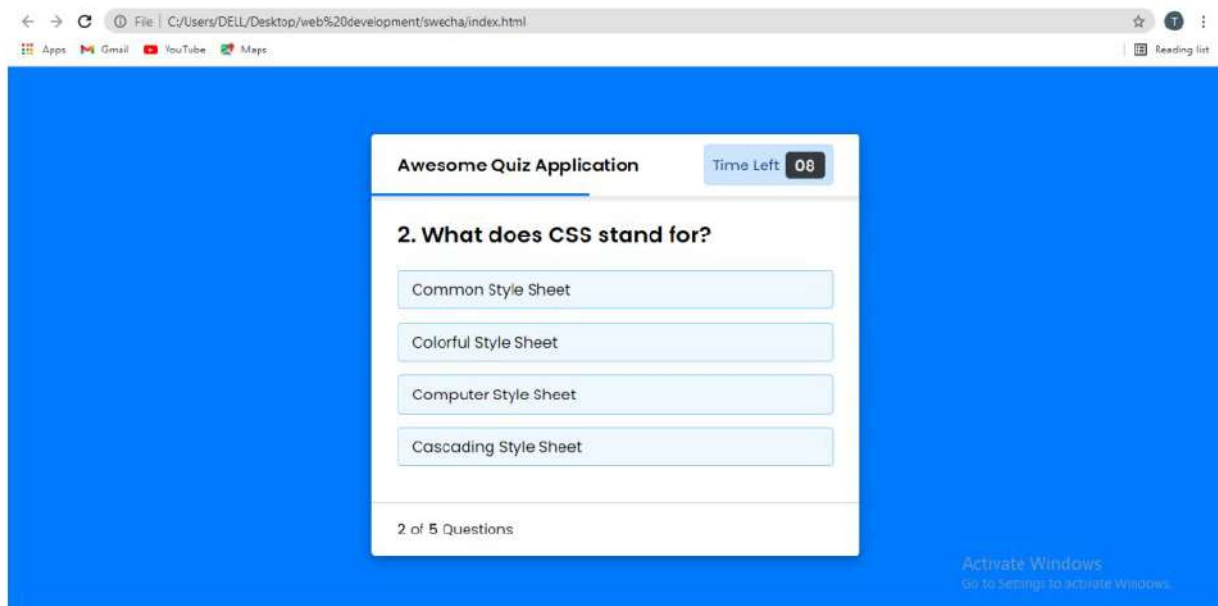 File | C:/Users/DELL/Desktop/web%20development/swecha/index.html
T
Apps Gmail YouTube Maps
Reading list
Awesome Quiz Application
Time Left 08
2. What does CSS stand for?
Common Style Sheet
Colorful Style Sheet
Computer Style Sheet
Cascading Style Sheet
2 of 5 Questions
Activate Windows
Go to Settings to activate Windows.